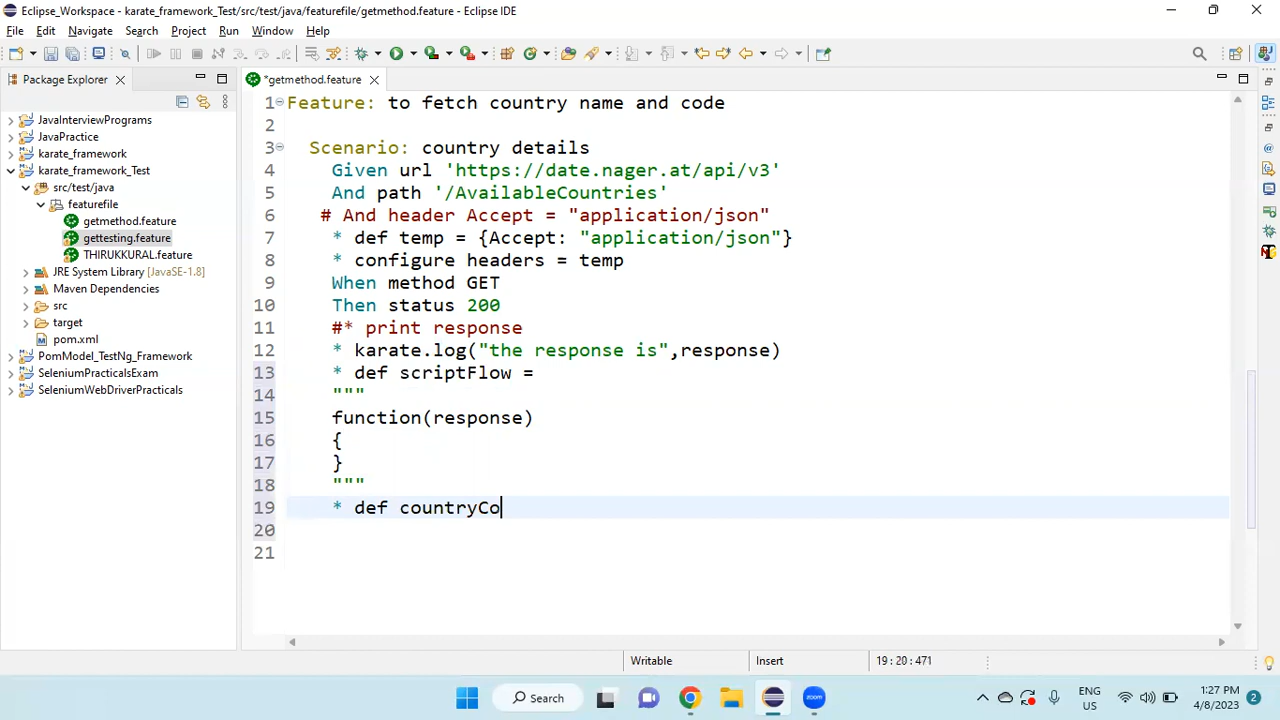 Eclipse_Workspace - karate_framework_Test/src/test/java/featurefile/getmethod.feature - Eclipse IDE
File Edit Navigate Search Project Run Window Help
Package Explorer
*getmethod.feature
JavaInterviewPrograms
JavaPractice
karate_framework
karate_framework_Test
src/test/java
featurefile
getmethod.feature
gettesting.feature
THIRUKKURAL.feature
JRE System Library [JavaSE-1.8]
Maven Dependencies
src
target
pom.xml
PomModel_TestNg_Framework
SeleniumPracticalsExam
SeleniumWebDriverPracticals
1 Feature: to fetch country name and code
2
3 Scenario: country details
4 Given url 'https://date.nager.at/api/v3'
5 And path '/AvailableCountries'
6 # And header Accept = "application/json"
7 * def temp = {Accept: "application/json"}
8 * configure headers = temp
9 When method GET
10 Then status 200
11 #* print response
12 * karate.log("the response is",response)
13 * def scriptFlow =
14 """
15 function(response)
16 {
17 }
18 """
19 * def countryCo
20
21
Writable Insert 19 : 20 : 471
Search
zoom
ENG
US
1:27 PM
4/8/2023
2